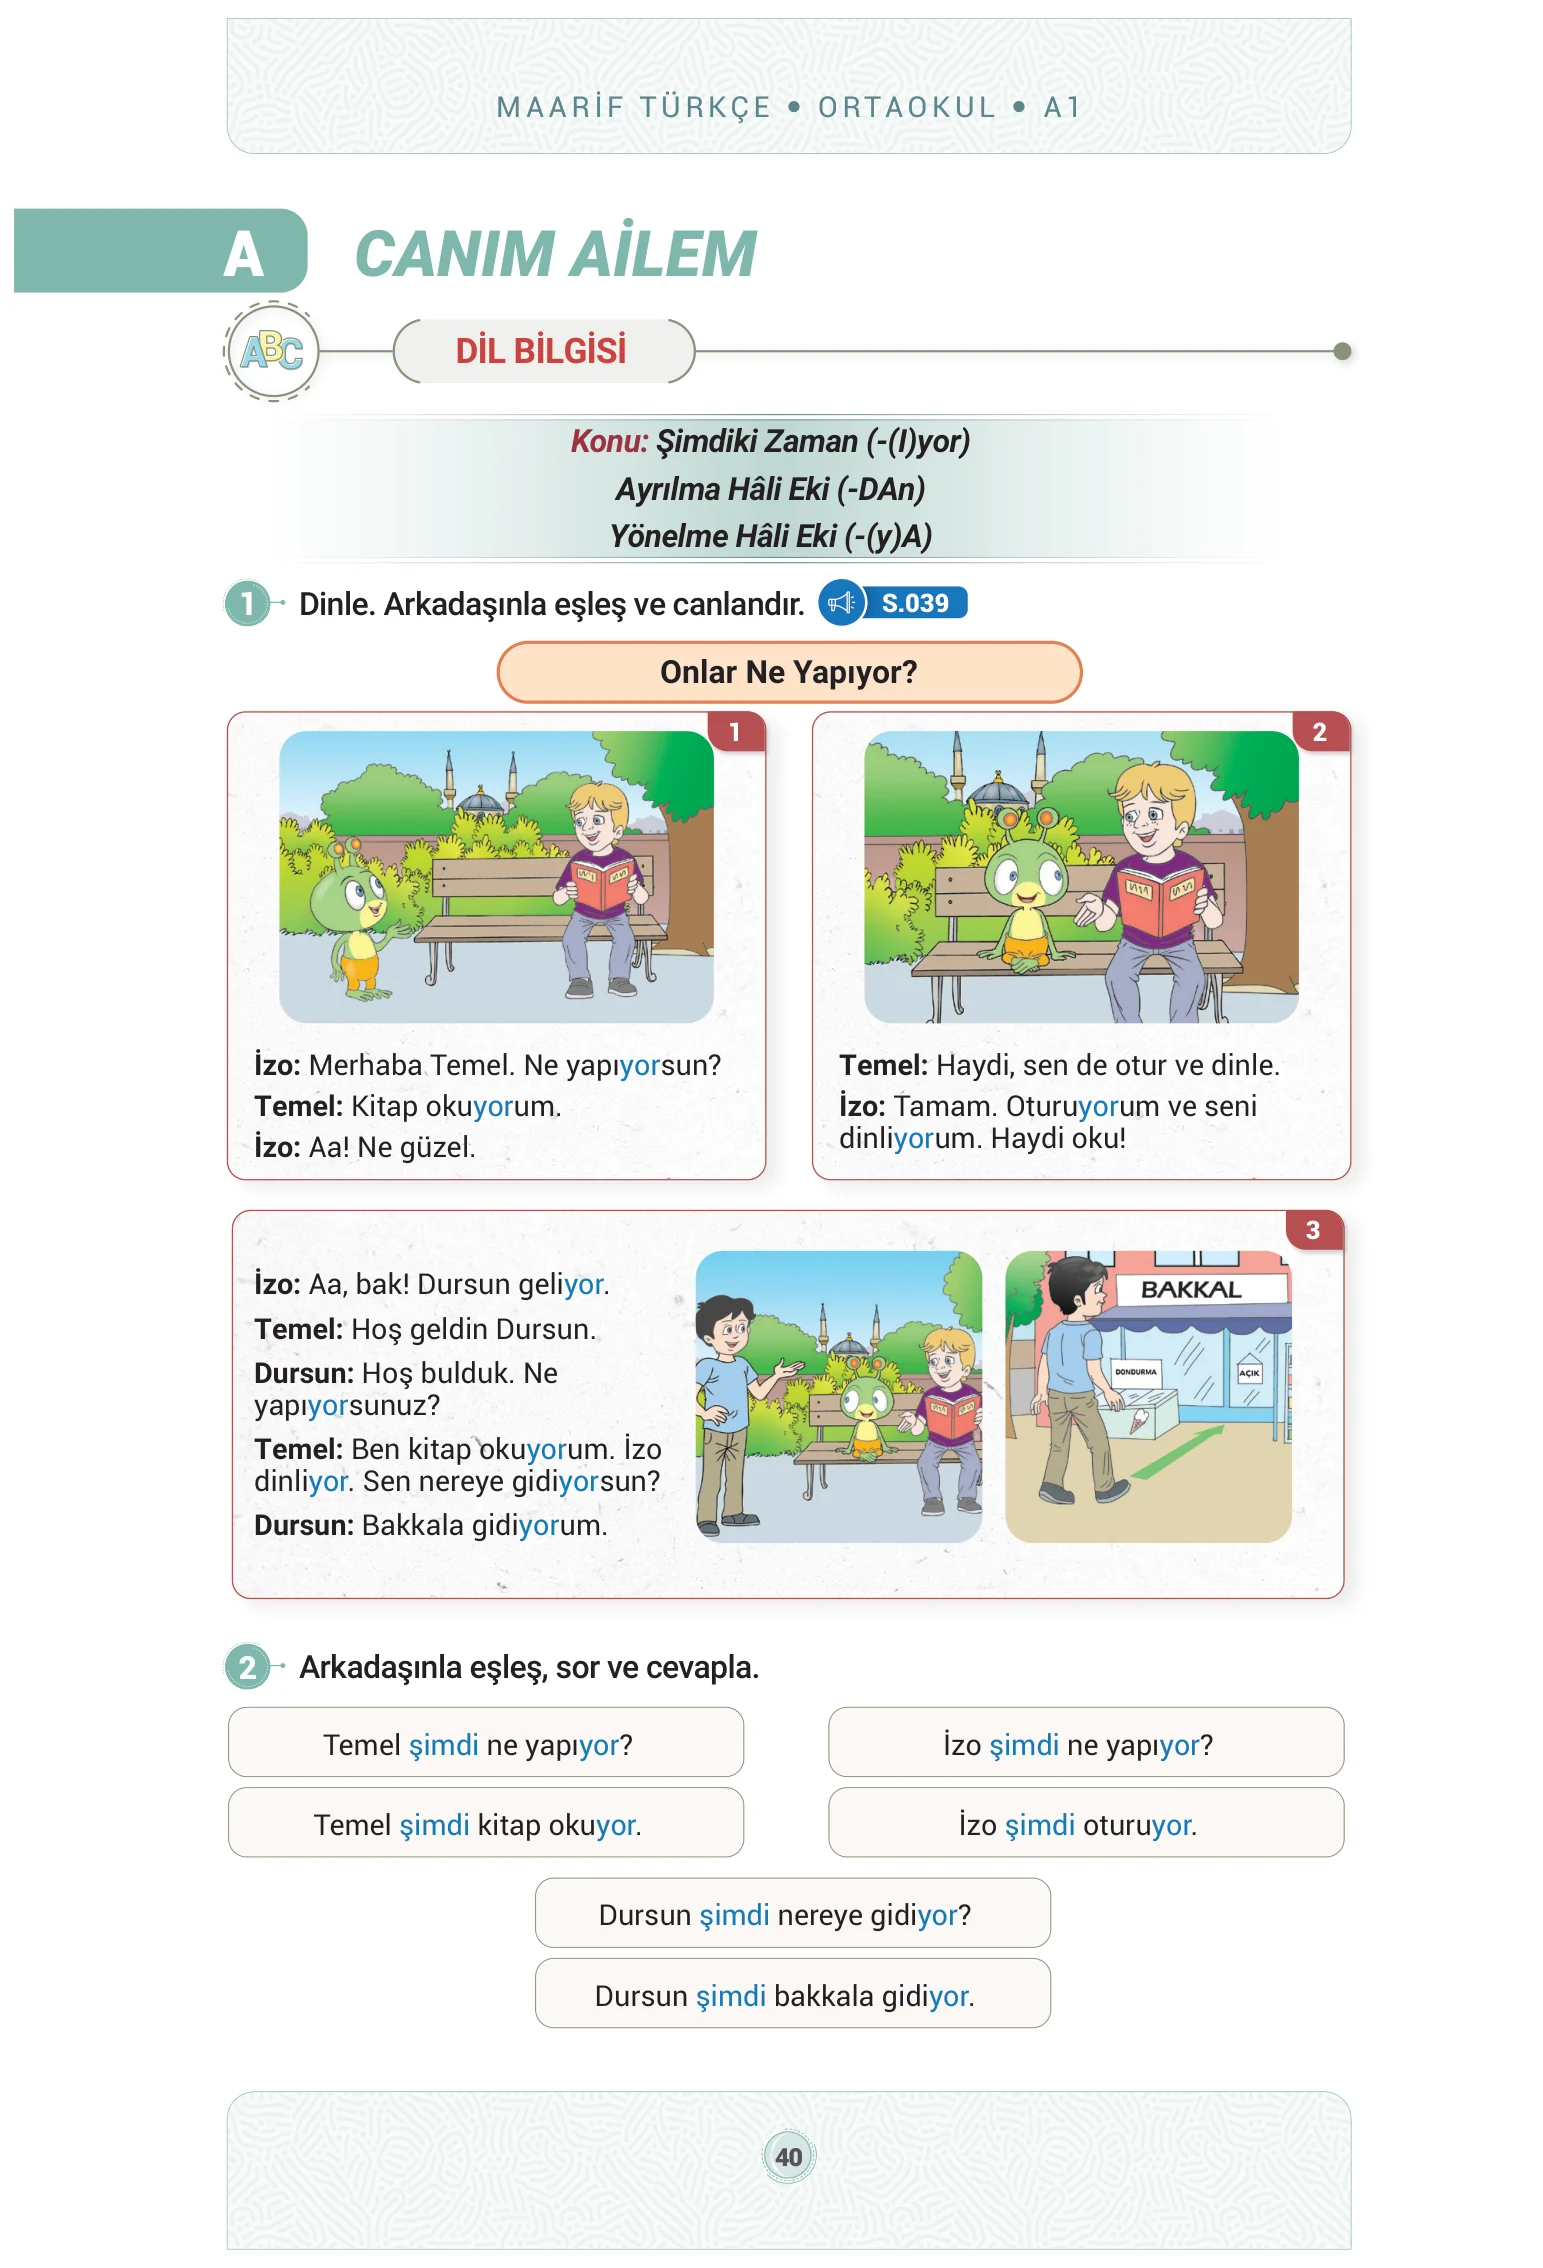 MAARİF TÜRKÇE • ORTAOKUL • A1
A
CANIM AİLEM
ABC
DİL BİLGİSİ
Konu: Şimdiki Zaman (-(I)yor)
Ayrılma Hâli Eki (-DAn)
Yönelme Hâli Eki (-(y)A)
1
Dinle. Arkadaşınla eşleş ve canlandır.
S.039
Onlar Ne Yapıyor?
1
İzo: Merhaba Temel. Ne yapıyorsun?
Temel: Kitap okuyorum.
İzo: Aa! Ne güzel.
2
Temel: Haydi, sen de otur ve dinle.
İzo: Tamam. Oturuyorum ve seni
dinliyorum. Haydi oku!
3
İzo: Aa, bak! Dursun geliyor.
Temel: Hoş geldin Dursun.
Dursun: Hoş bulduk. Ne
yapıyorsunuz?
Temel: Ben kitap okuyorum. İzo
dinliyor. Sen nereye gidiyorsun?
Dursun: Bakkala gidiyorum.
BAKKAL
DONDURMA
AÇIK
2
Arkadaşınla eşleş, sor ve cevapla.
Temel şimdi ne yapıyor?
Temel şimdi kitap okuyor.
İzo şimdi ne yapıyor?
İzo şimdi oturuyor.
Dursun şimdi nereye gidiyor?
Dursun şimdi bakkala gidiyor.
40